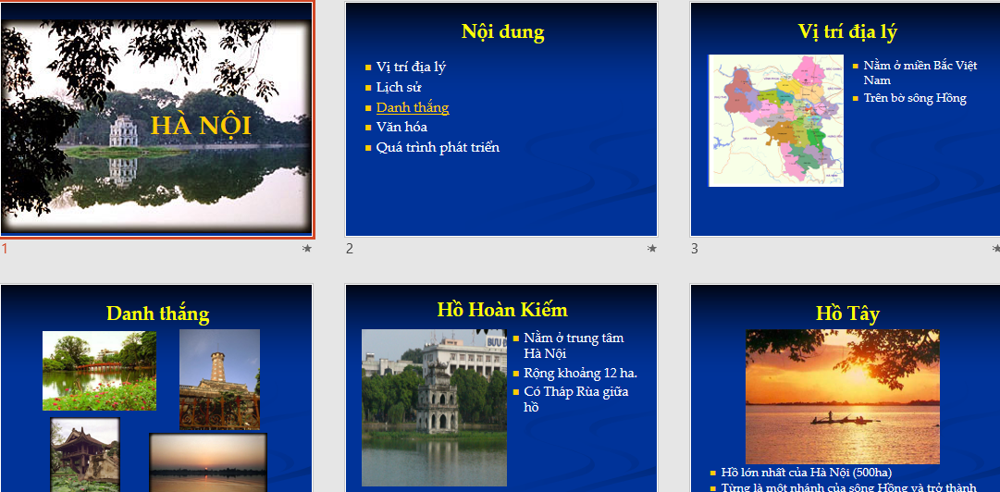 HÀ NỘI
1
Nội dung
Vị trí địa lý
Lịch sử
Danh thắng
Văn hóa
Quá trình phát triển
2
Vị trí địa lý
Nằm ở miền Bắc Việt
Nam
Trên bờ sông Hồng
3
Danh thắng
Hồ Hoàn Kiếm
BƯU Đ
Nằm ở trung tâm
Hà Nội
Rộng khoảng 12 ha.
Có Tháp Rùa giữa
hồ
Hồ Tây
Hồ lớn nhất của Hà Nội (500ha)
Từng là một nhánh của sông Hồng và trở thành